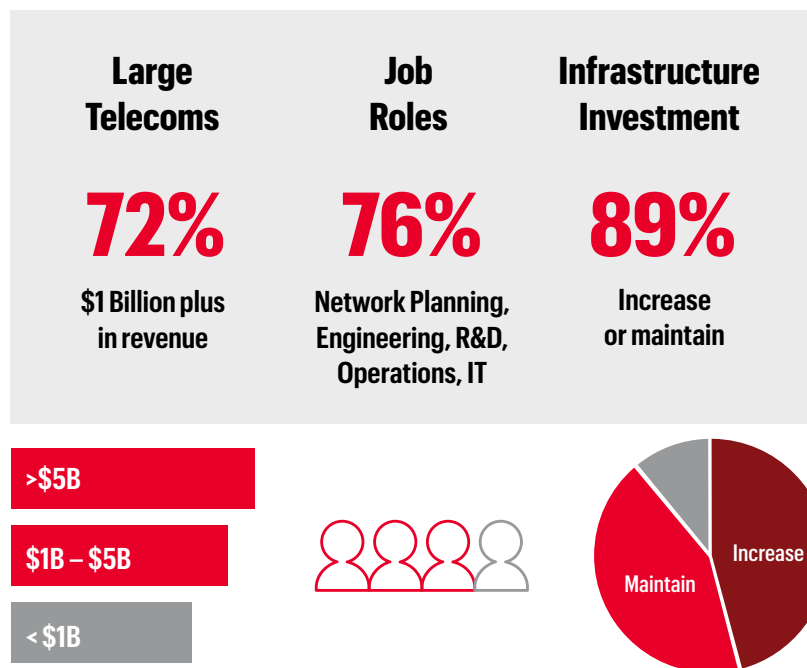 Large
Telecoms
72%
$1 Billion plus
in revenue
Job
Roles
76%
Network Planning,
Engineering, R&D,
Operations, IT
Infrastructure
Investment
89%
Increase
or maintain
>$5B
$1B – $5B
< $1B
Maintain
Increase